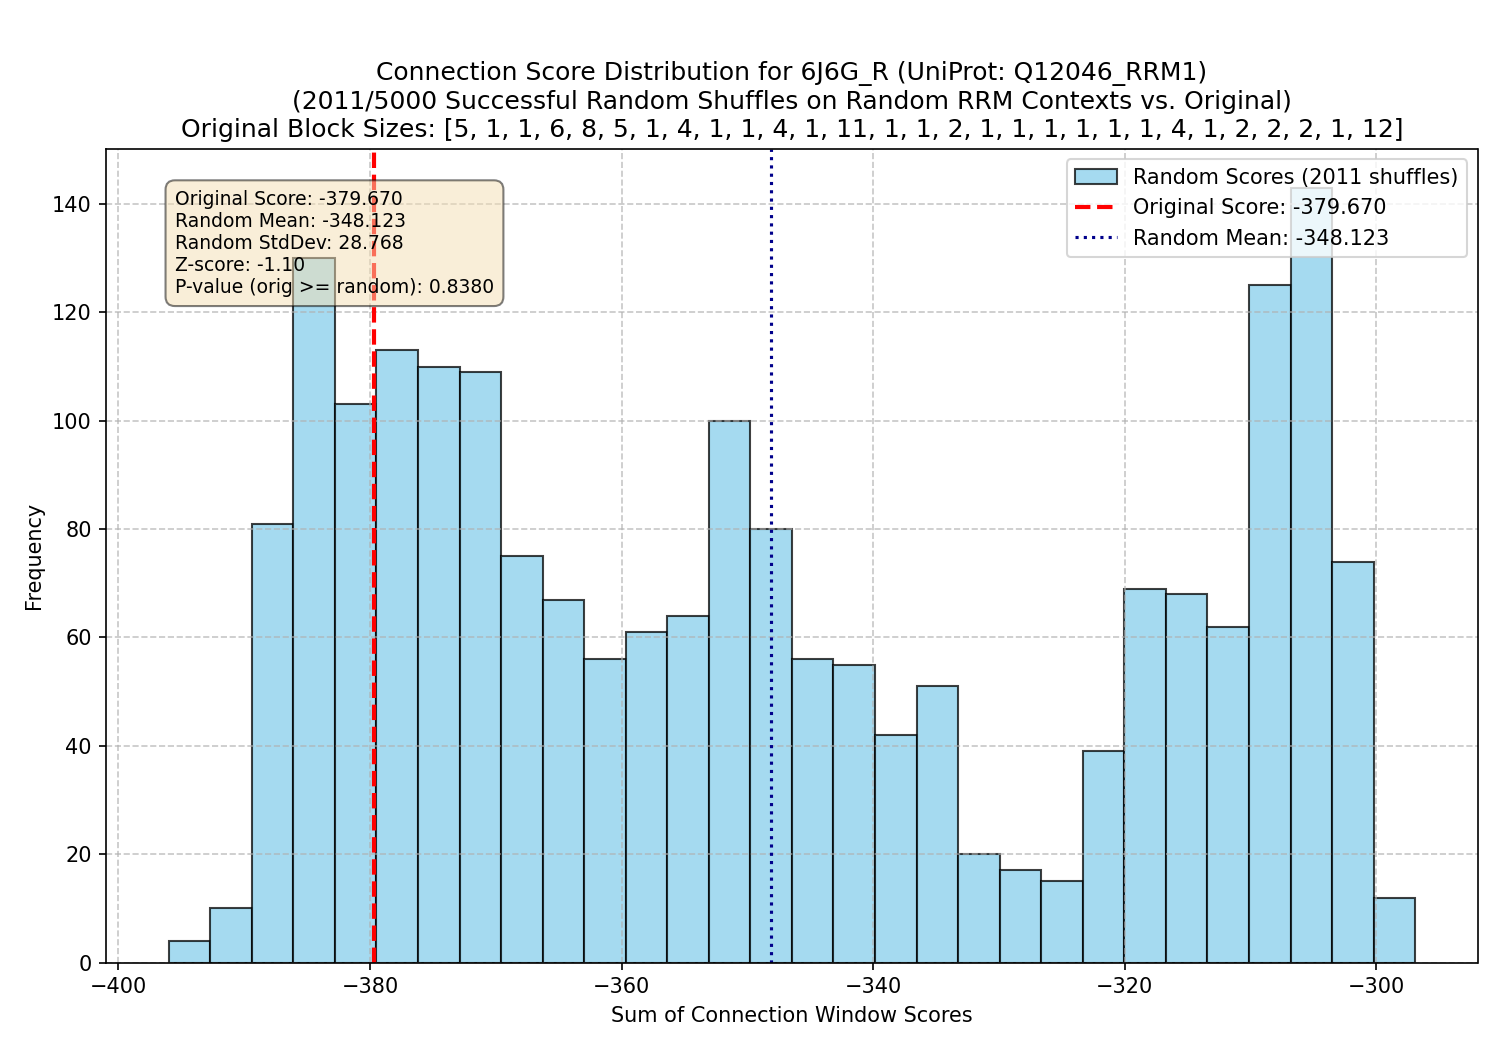 Connection Score Distribution for 6J6G_R (UniProt: Q12046_RRM1)
(2011/5000 Successful Random Shuffles on Random RRM Contexts vs. Original)
Original Block Sizes: [5, 1, 1, 6, 8, 5, 1, 4, 1, 1, 4, 1, 11, 1, 1, 2, 1, 1, 1, 1, 1, 1, 4, 1, 2, 2, 2, 1, 12]
Original Score: -379.670
Random Mean: -348.123
Random StdDev: 28.768
Z-score: -1.10
P-value (orig >= random): 0.8380
Random Scores (2011 shuffles)
Original Score: -379.670
Random Mean: -348.123
Frequency
140
120
100
80
60
40
20
0
−400
−380
−360
−340
−320
−300
Sum of Connection Window Scores